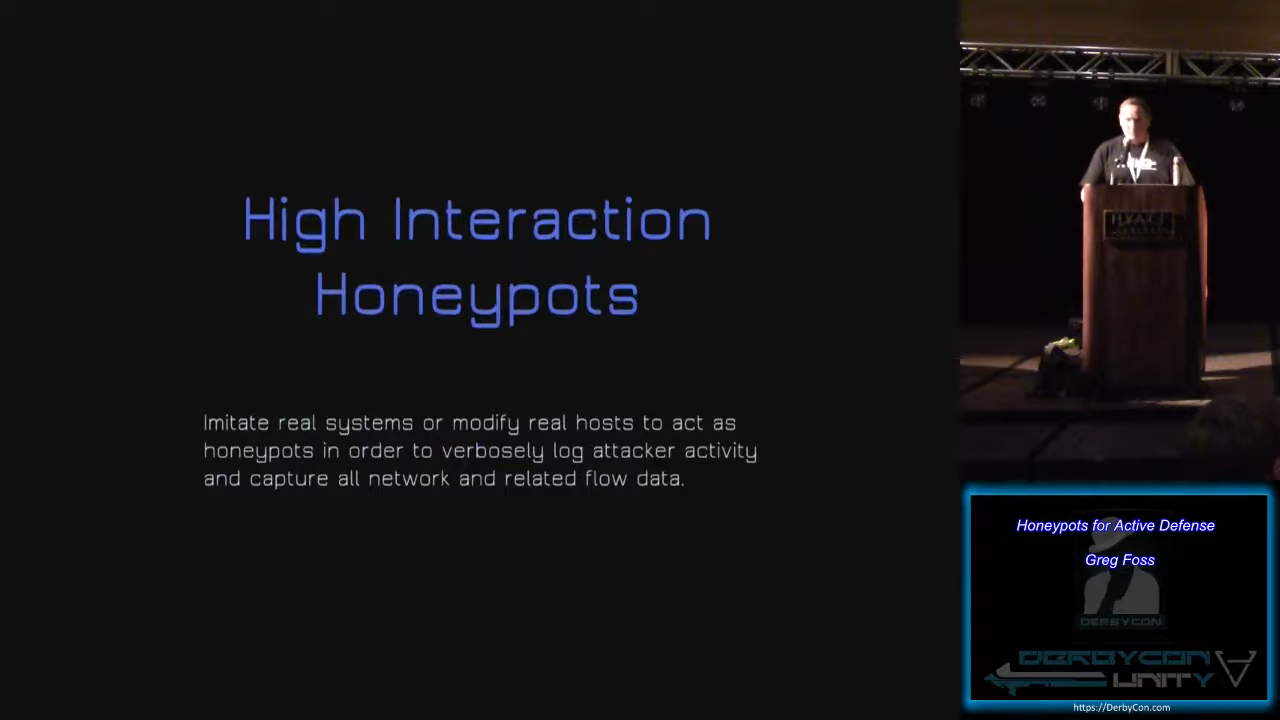 High Interaction
Honeypots
Imitate real systems or modify real hosts to act as
honeypots in order to verbosely log attacker activity
and capture all network and related flow data.
HYATT
Honeypots for Active Defense
Greg Foss
DERBYCON
DERBYCON
UNITY
https://DerbyCon.com